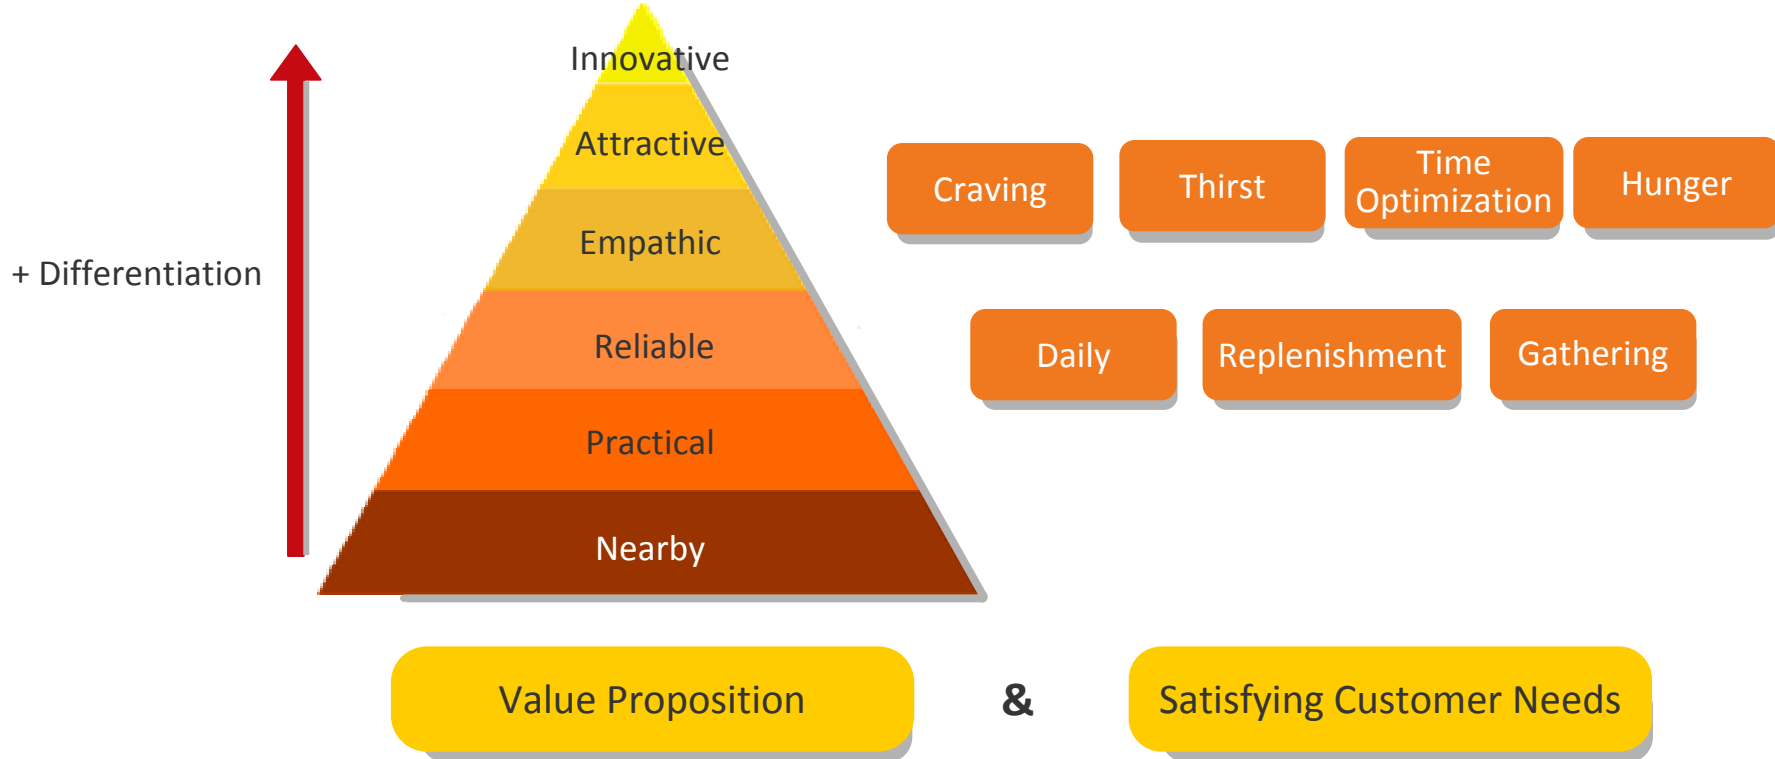 Innovative
Attractive
Empathic
Reliable
Practical
Nearby
+ Differentiation
Craving
Thirst
Time
Optimization
Hunger
Daily
Replenishment
Gathering
Value Proposition
&
Satisfying Customer Needs